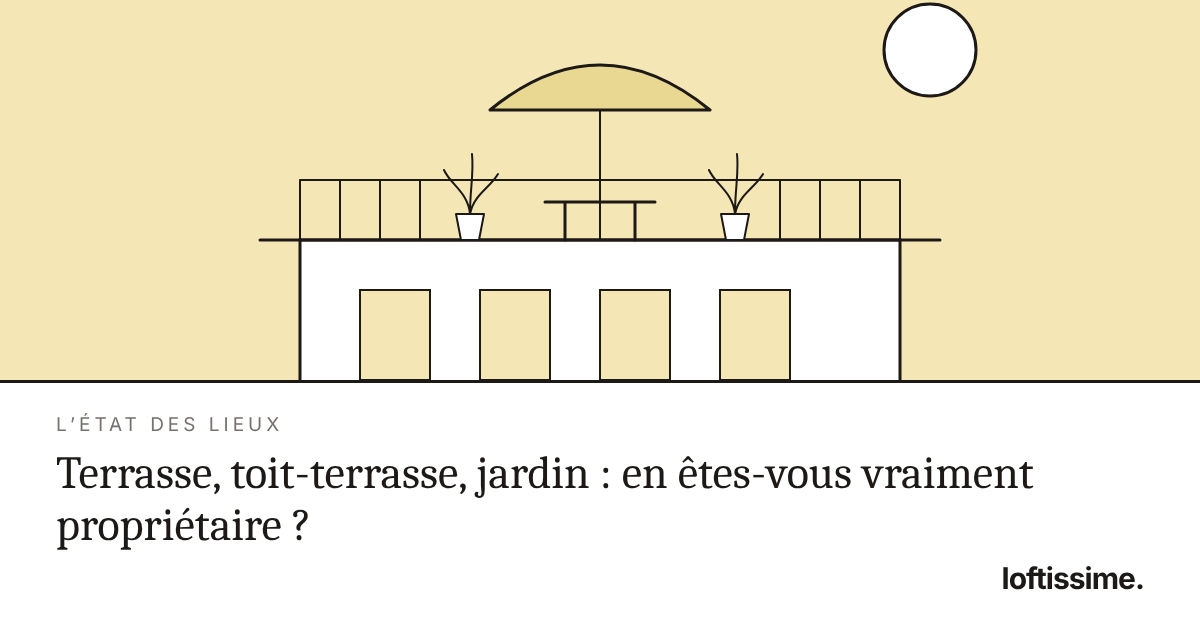 L’ÉTAT DES LIEUX
Terrasse, toit-terrasse, jardin : en êtes-vous vraiment
propriétaire ?
loftissime.